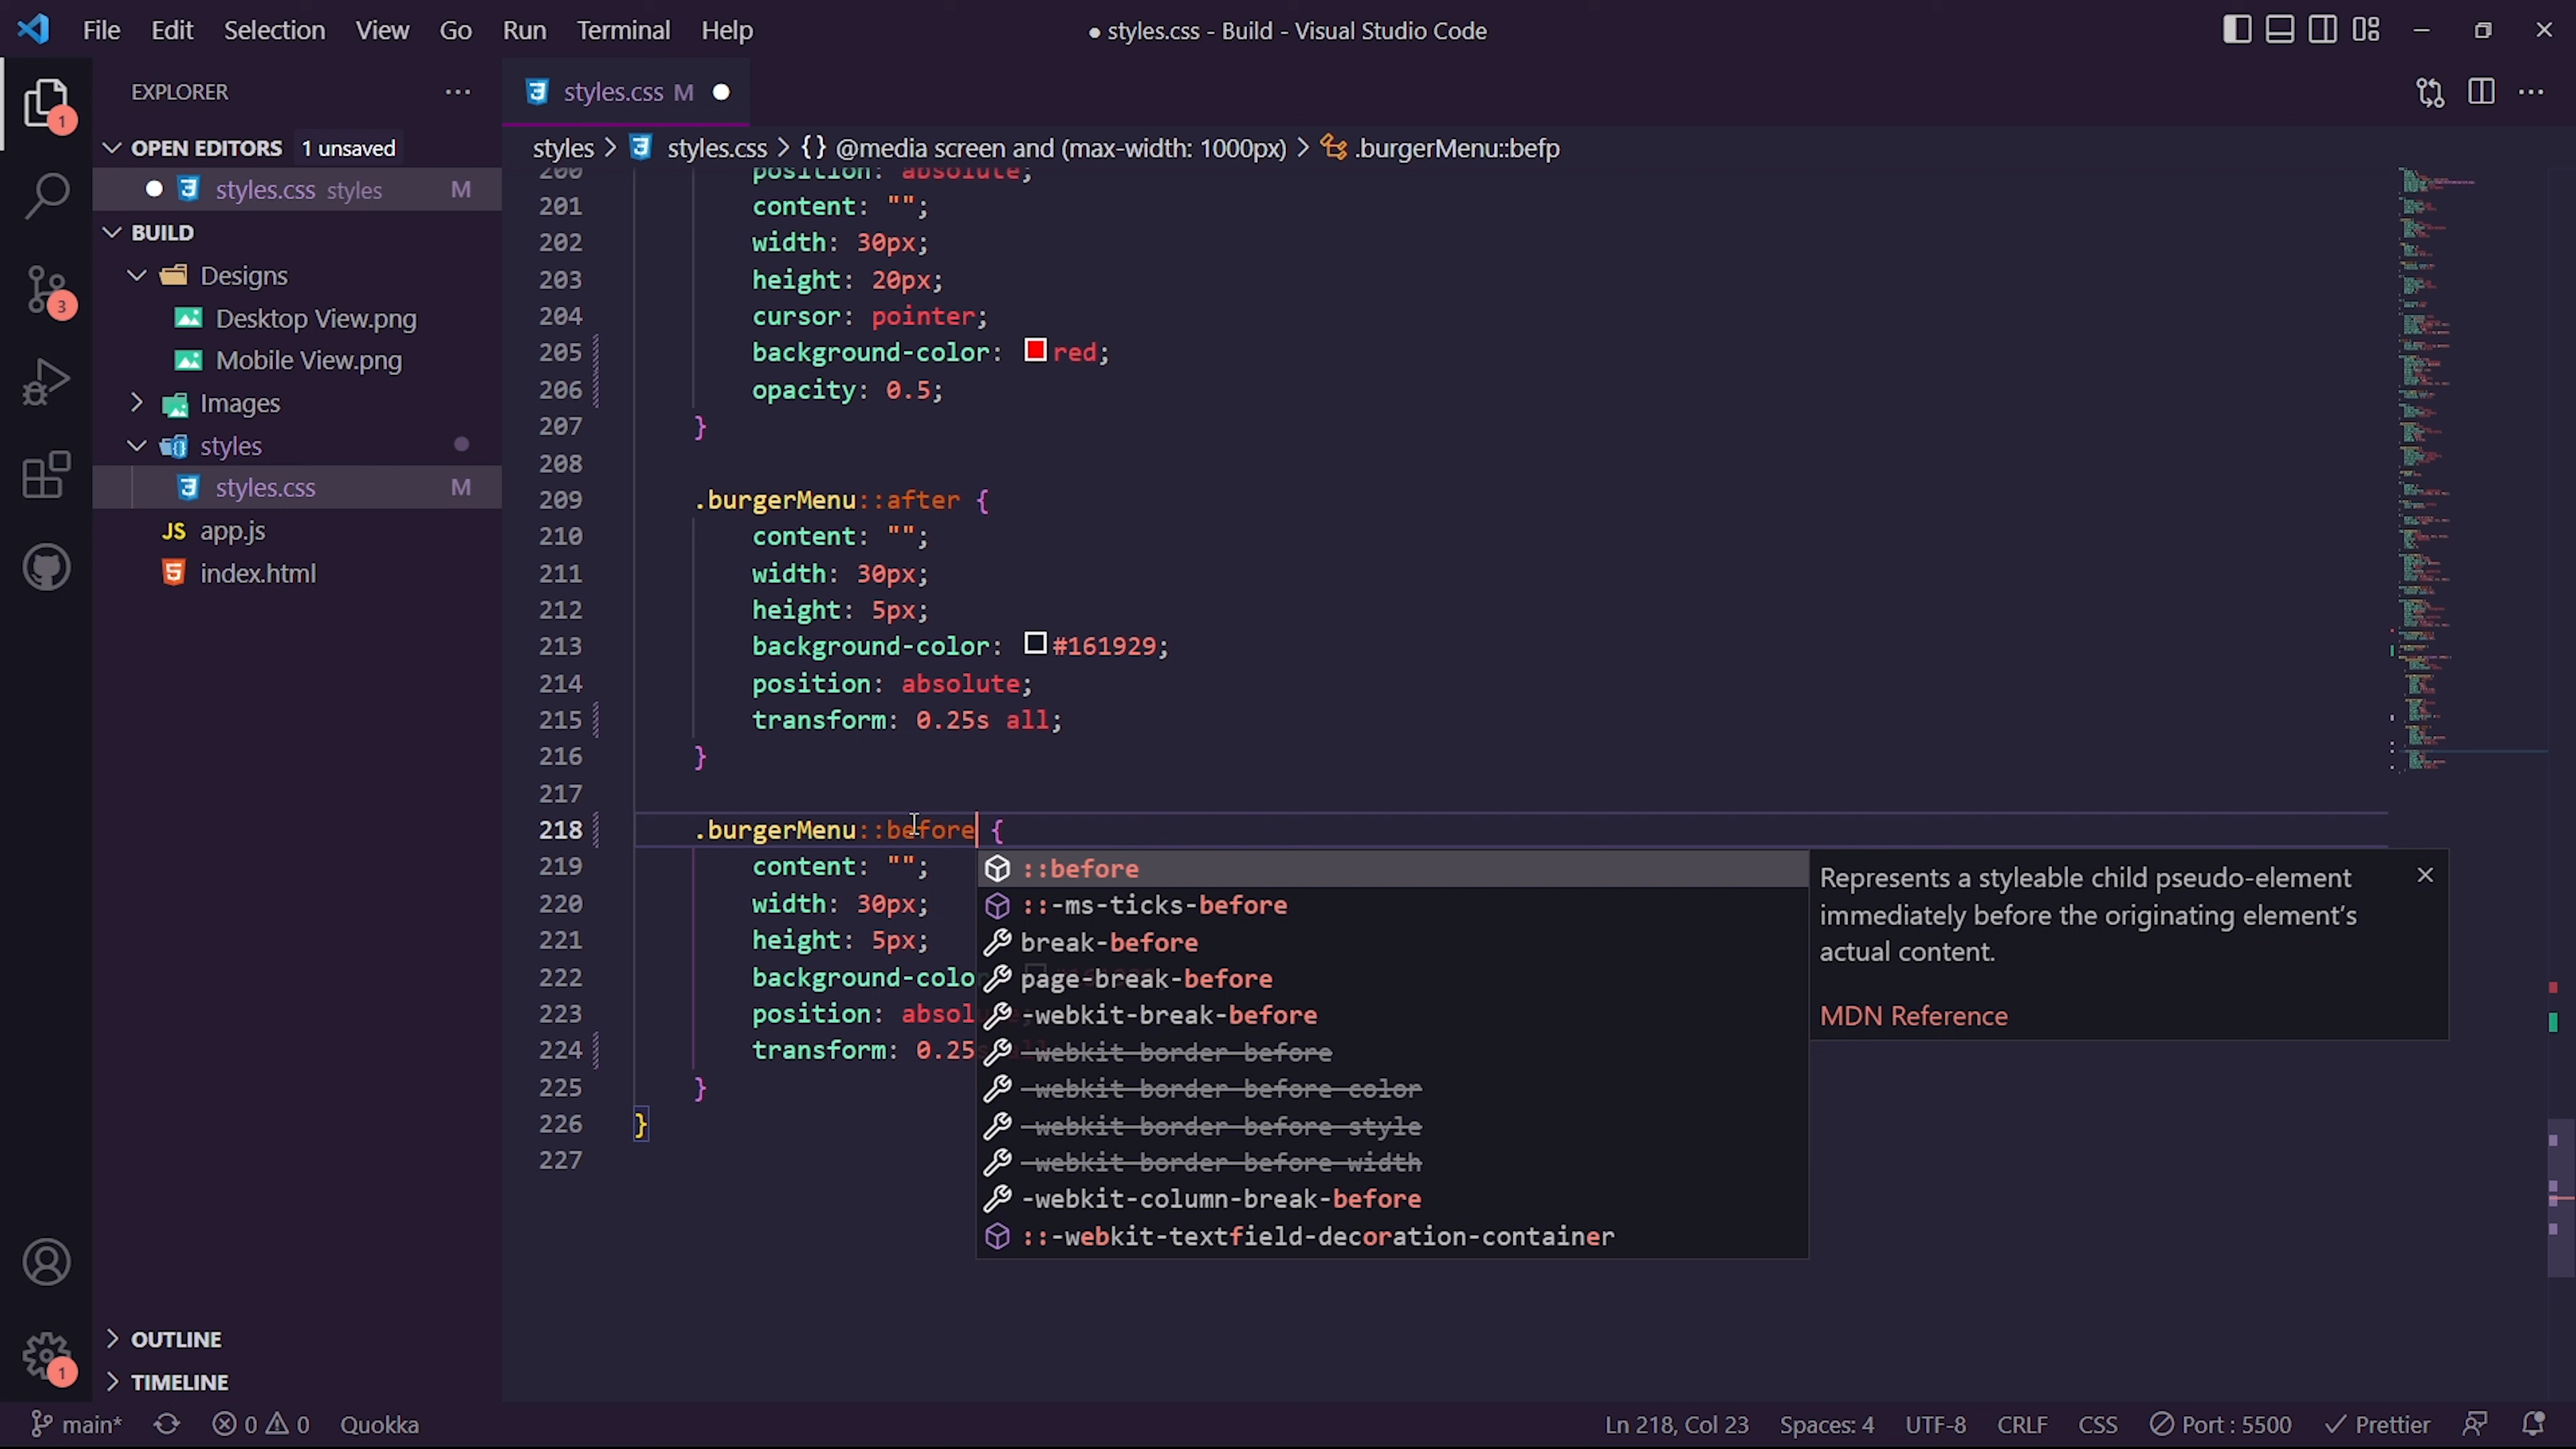 File Edit Selection View Go Run Terminal Help
● styles.css - Build - Visual Studio Code
EXPLORER
1
OPEN EDITORS 1 unsaved
styles.css styles M
BUILD
Designs
Desktop View.png
Mobile View.png
Images
styles
styles.css M
JS app.js
index.html
3
OUTLINE
1
TIMELINE
styles.css M
styles > styles.css > {} @media screen and (max-width: 1000px) > .burgerMenu::befp
200 position: absolute;
201 content: "";
202 width: 30px;
203 height: 20px;
204 cursor: pointer;
205 background-color: red;
206 opacity: 0.5;
207 }
208
209 .burgerMenu::after {
210 content: "";
211 width: 30px;
212 height: 5px;
213 background-color: #161929;
214 position: absolute;
215 transform: 0.25s all;
216 }
217
218 .burgerMenu::before {
219 content: "";
220 width: 30px;
221 height: 5px;
222 background-colo
223 position: absol
224 transform: 0.25s
225 }
226 }
227
::before
::-ms-ticks-before
break-before
page-break-before
-webkit-break-before
-webkit-border-before
-webkit-border-before-color
-webkit-border-before-style
-webkit-border-before-width
-webkit-column-break-before
::-webkit-textfield-decoration-container
Represents a styleable child pseudo-element
immediately before the originating element's
actual content.
MDN Reference
main* 0 0 Quokka Ln 218, Col 23 Spaces: 4 UTF-8 CRLF CSS Port : 5500 Prettier